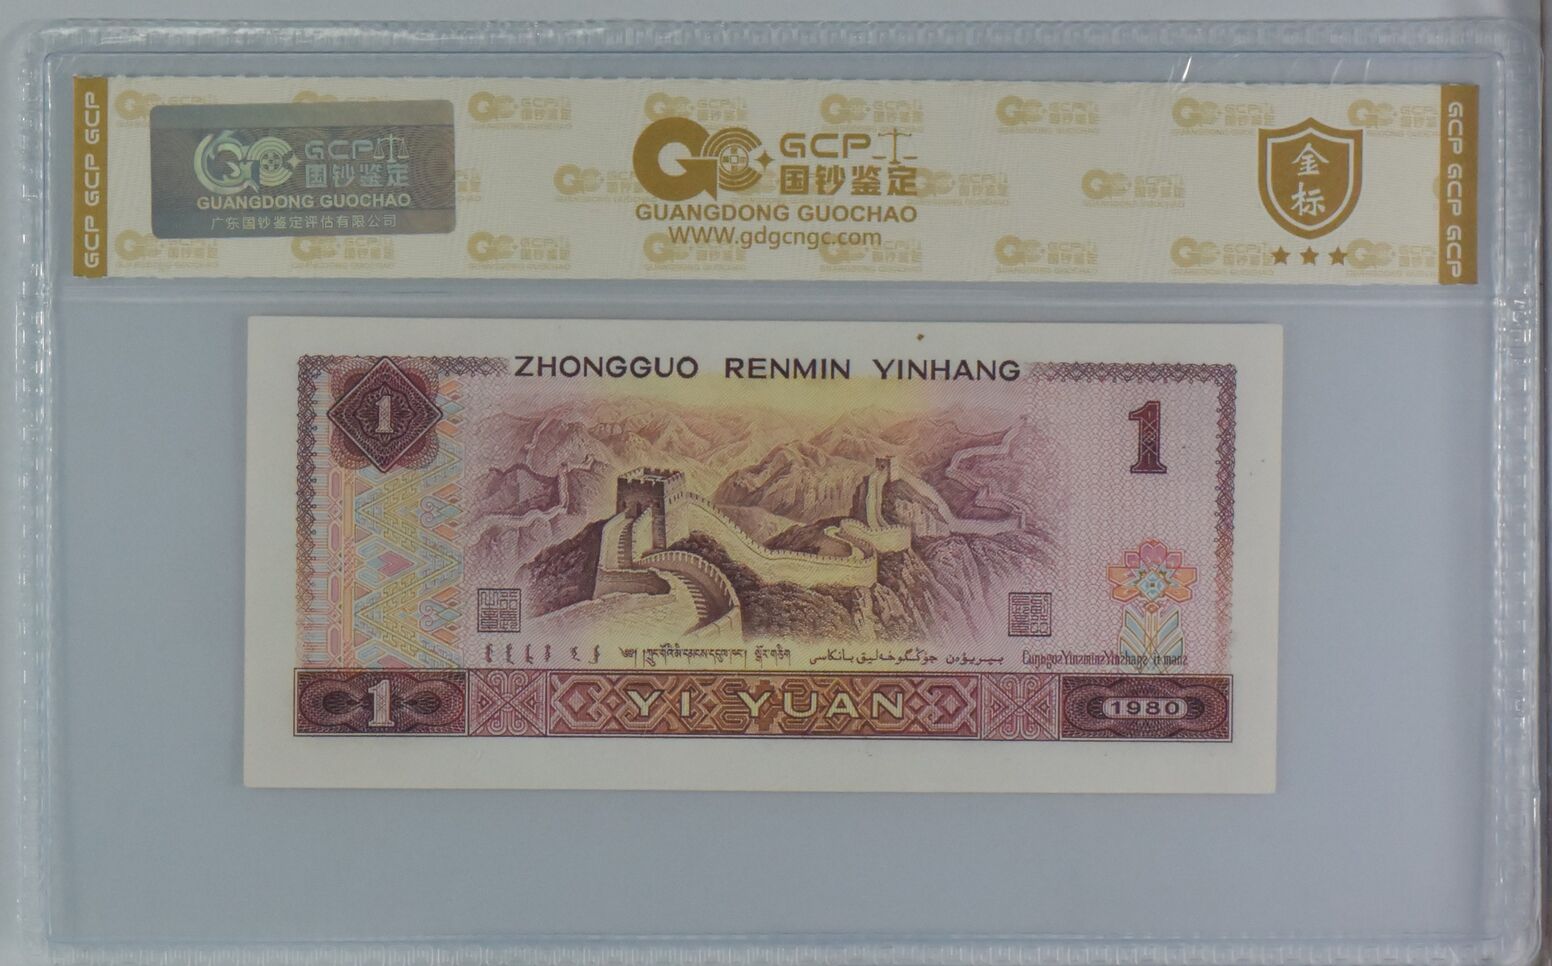 GCP GCP GCP
GCP 国钞鉴定
GUANGDONG GUOCHAO
广东国钞鉴定评估有限公司
GCP
国钞鉴定
GUANGDONG GUOCHAO
WWW.gdgcngc.com
金标
GCP GCP GCP
ZHONGGUO RENMIN YINHANG
1
1
YI YUAN
1
1980